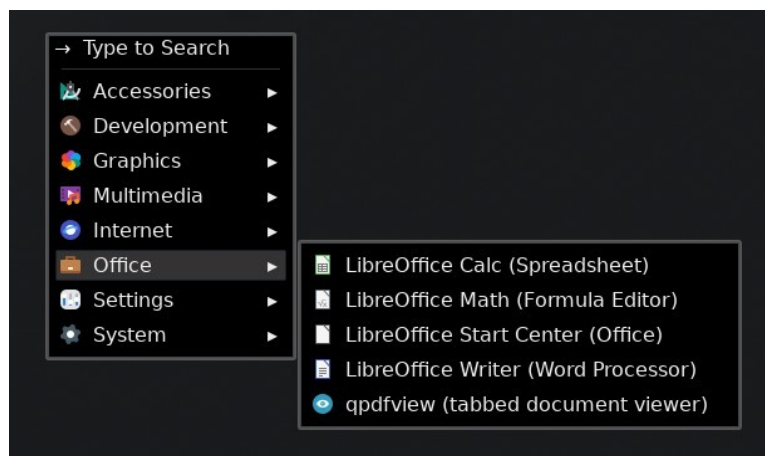 → Type to Search
Accessories ▸
Development ▸
Graphics ▸
Multimedia ▸
Internet ▸
Office ▸
Settings ▸
System ▸
LibreOffice Calc (Spreadsheet)
LibreOffice Math (Formula Editor)
LibreOffice Start Center (Office)
LibreOffice Writer (Word Processor)
qpdfview (tabbed document viewer)